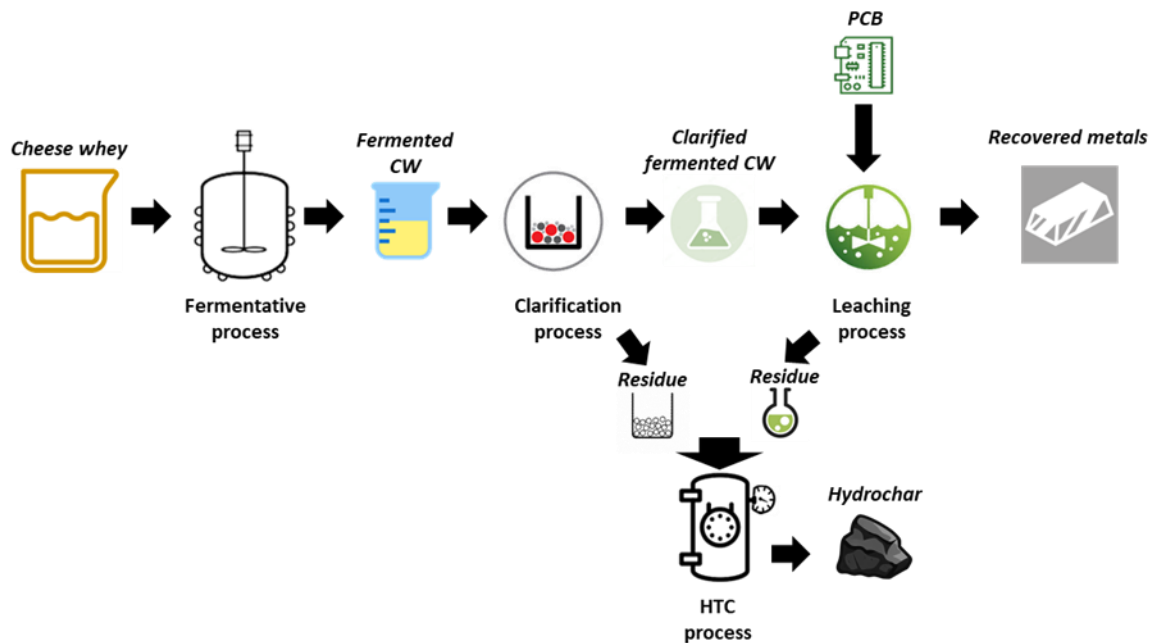 PCB
Cheese whey
Fermented
CW
Clarified
fermented CW
Recovered metals
Fermentative
process
Clarification
process
Leaching
process
Residue
Residue
Hydrochar
HTC
process